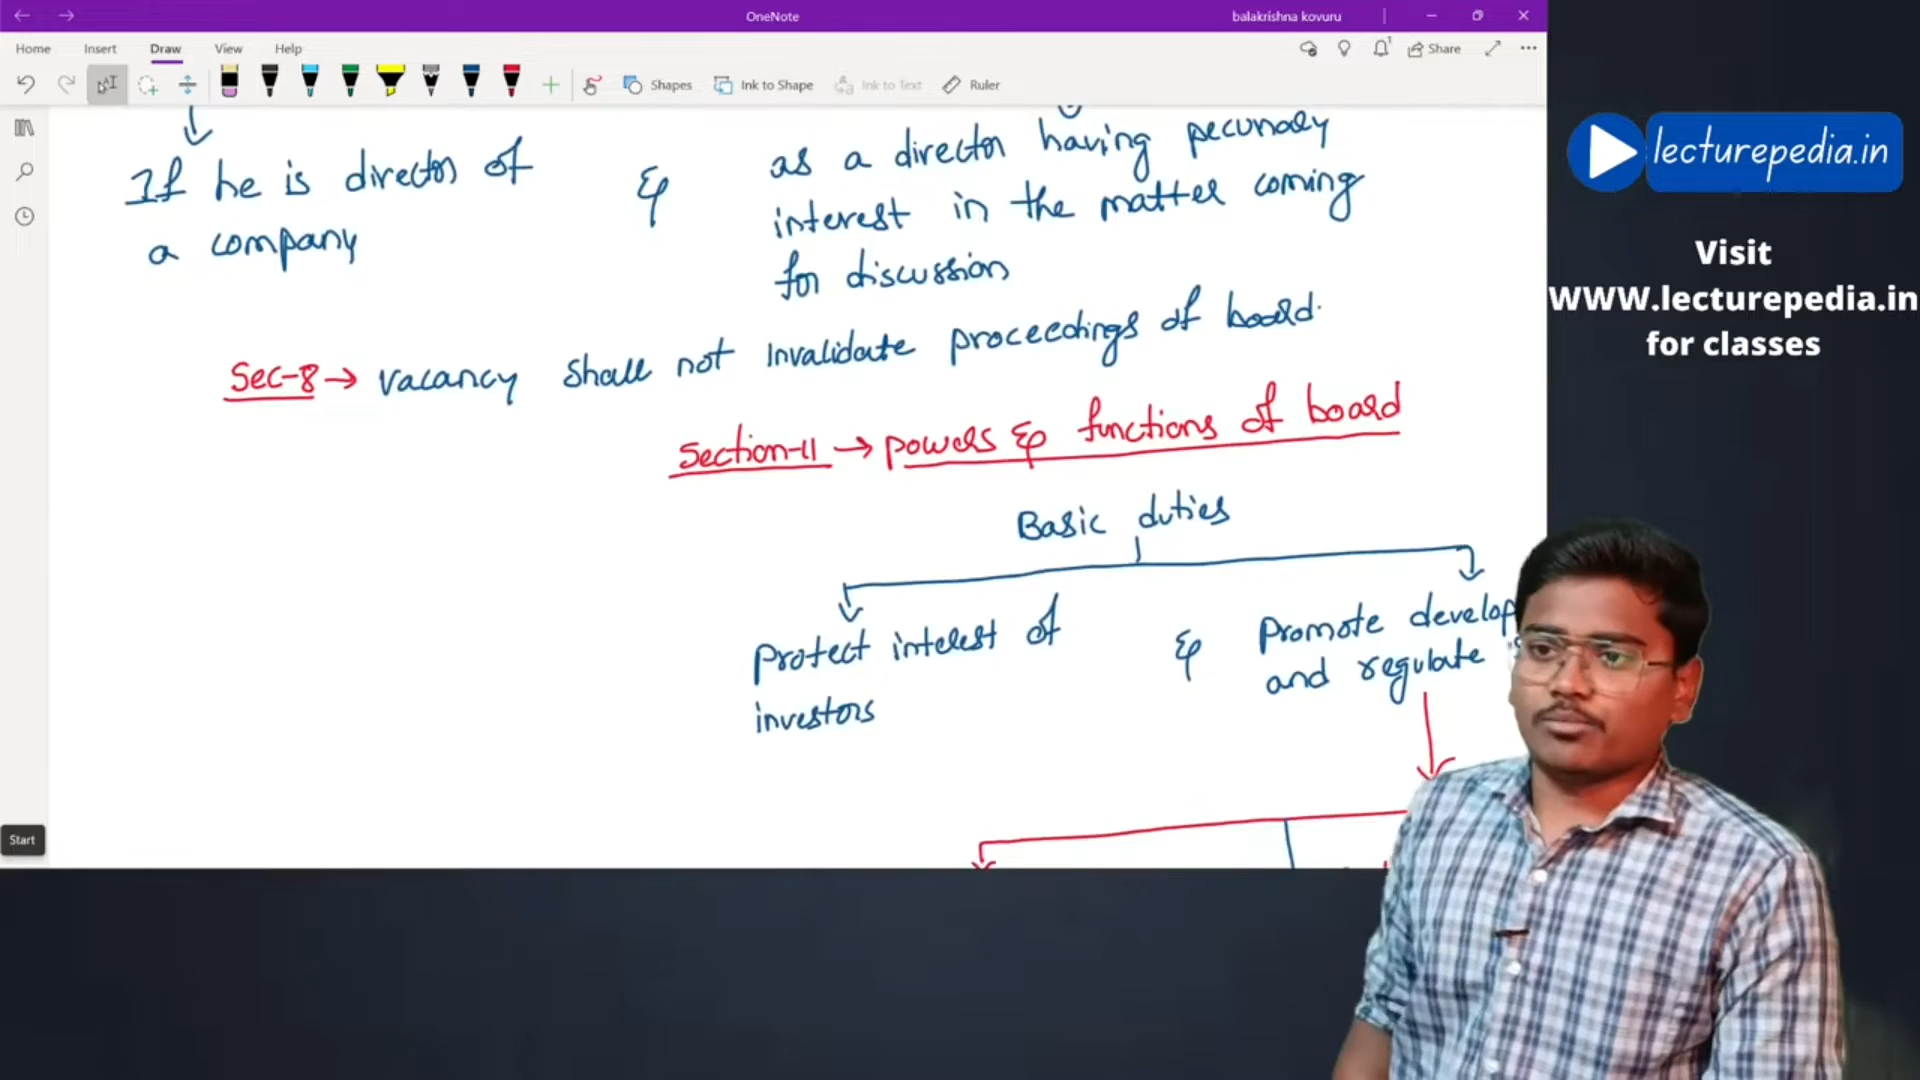 OneNote
balakrishna kovuru
Home Insert Draw View Help
Share
Shapes Ink to Shape Ink to Text Ruler
If he is director of
a company
&
as a director having pecunary
interest in the matter coming
for discussion
Sec-8 → vacancy shall not invalidate proceedings of board.
Section-11 → powers & functions of board
Basic duties
Protect interest of
investors
&
Promote develop
and regulate
Start
lecturepedia.in
Visit
WWW.lecturepedia.in
for classes